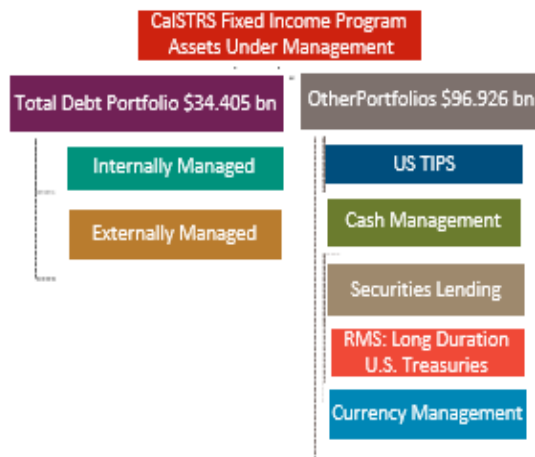 CalSTRS Fixed Income Program
Assets Under Management
Total Debt Portfolio $34.405 bn
Internally Managed
Externally Managed
OtherPortfolios $96.926 bn
US TIPS
Cash Management
Securities Lending
RMS: Long Duration
U.S. Treasuries
Currency Management